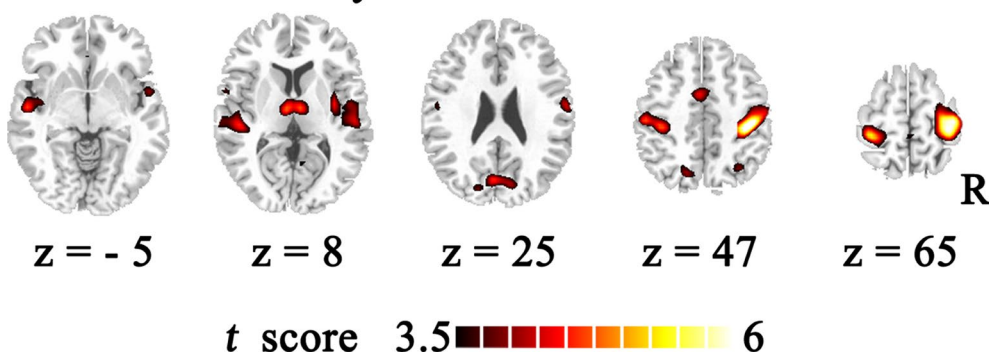 R
z = - 5 z = 8 z = 25 z = 47 z = 65
t score 3.5 6